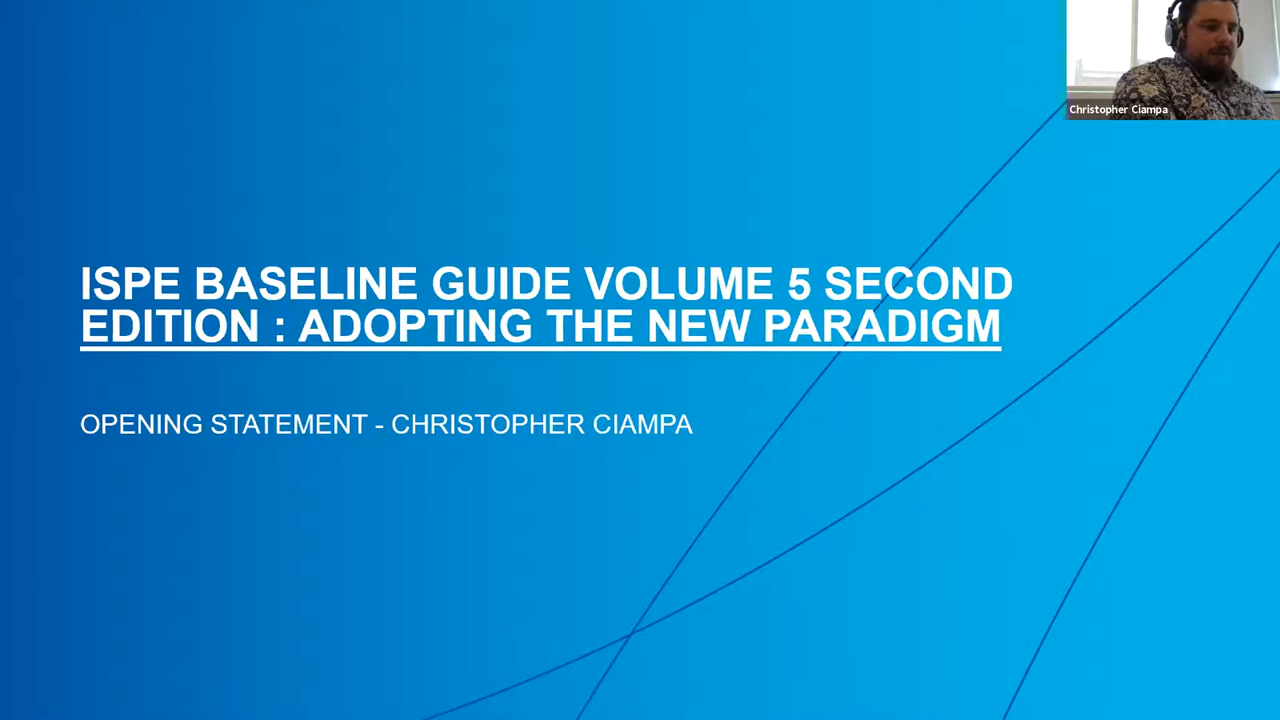 Christopher Ciampa
ISPE BASELINE GUIDE VOLUME 5 SECOND
EDITION : ADOPTING THE NEW PARADIGM
OPENING STATEMENT - CHRISTOPHER CIAMPA